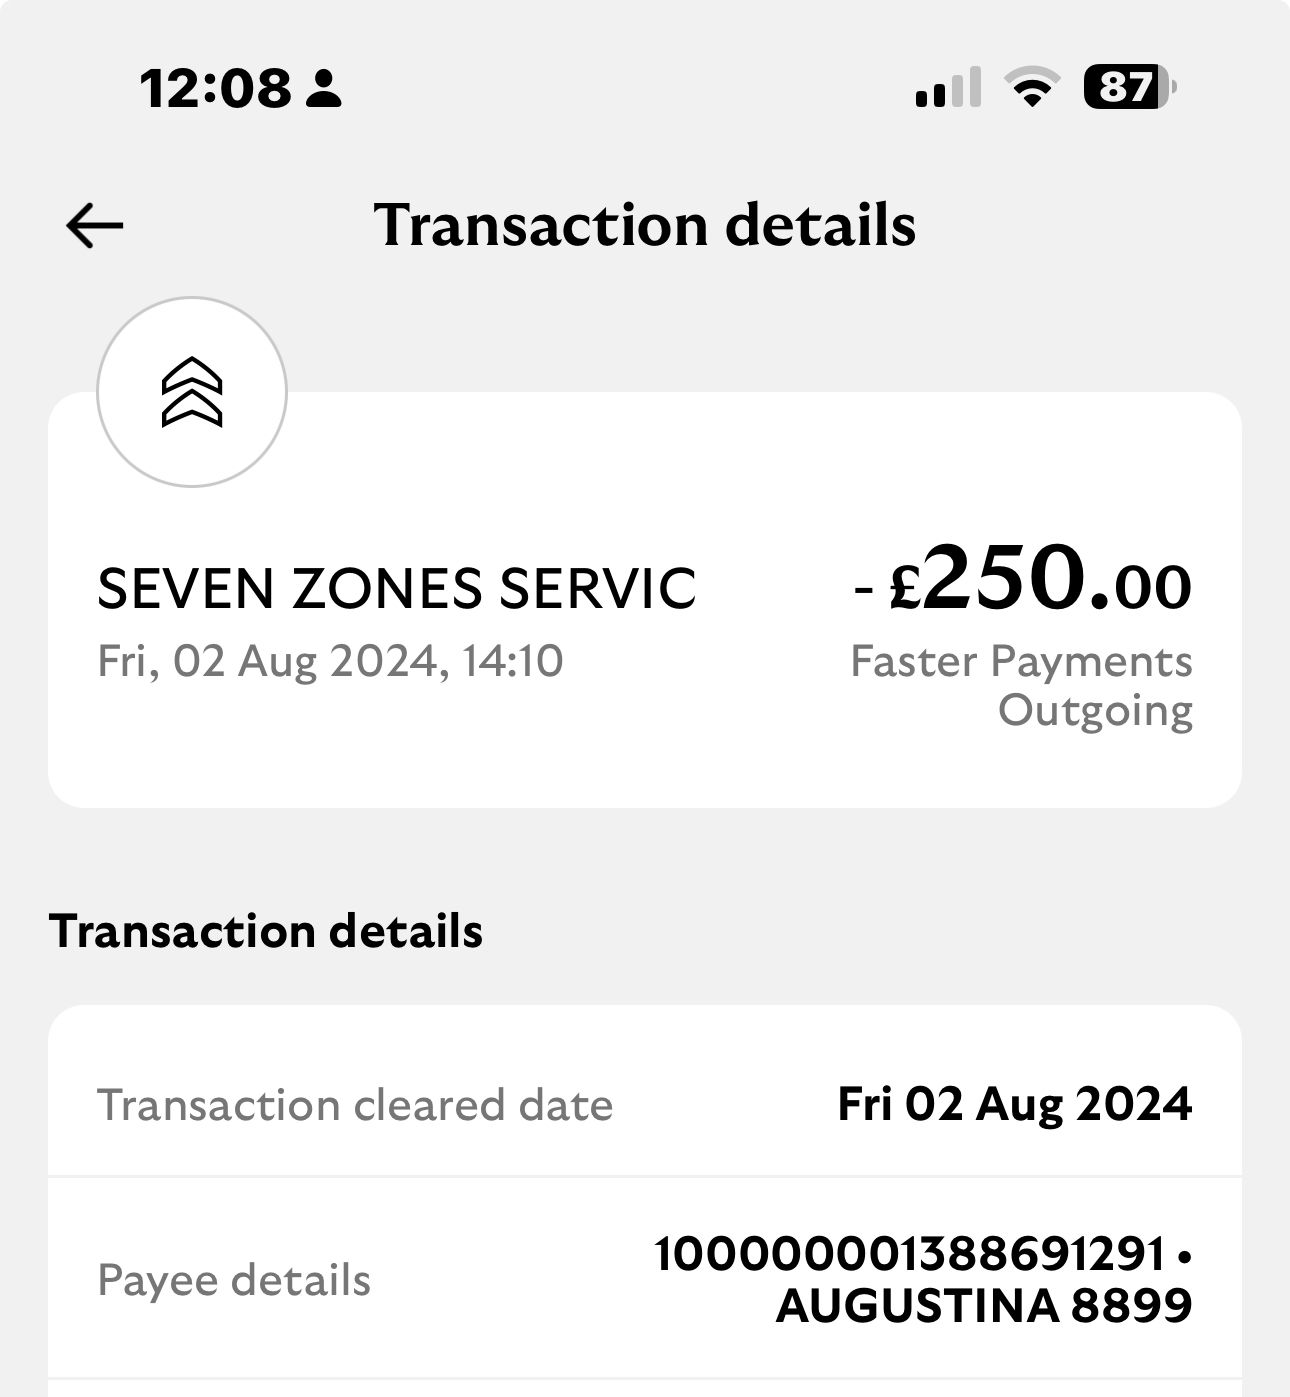 12:08
87
Transaction details
SEVEN ZONES SERVIC
- £250.00
Fri, 02 Aug 2024, 14:10
Faster Payments
Outgoing
Transaction details
Transaction cleared date
Fri 02 Aug 2024
Payee details
100000001388691291 •
AUGUSTINA 8899